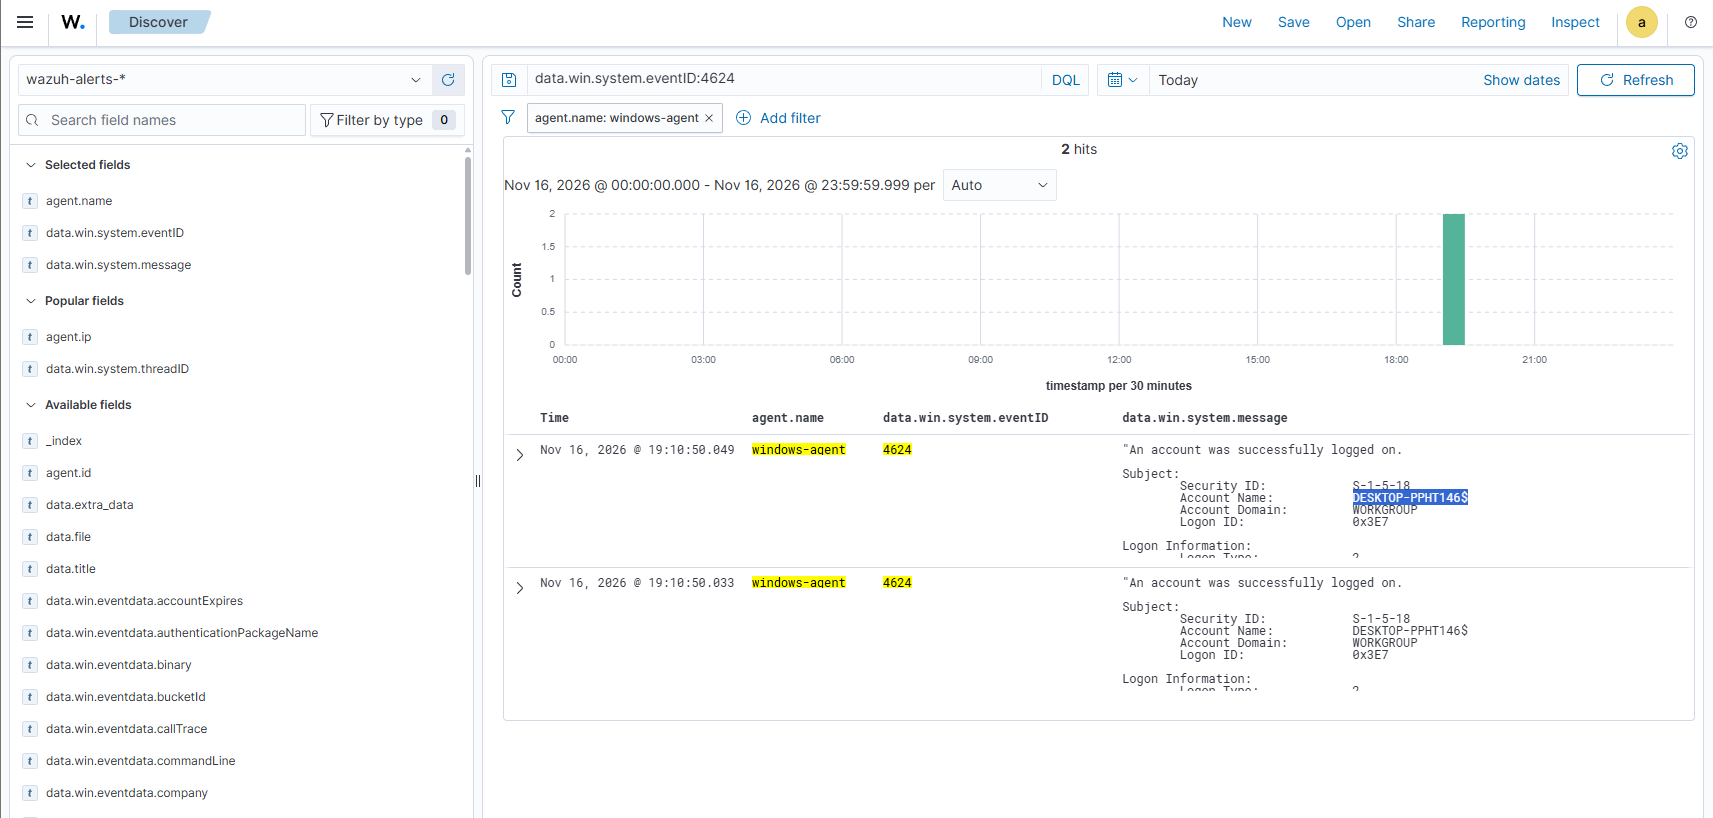 W.
Discover
New Save Open Share Reporting Inspect a
wazuh-alerts-*
Search field names
Filter by type 0
Selected fields
t agent.name
t data.win.system.eventID
t data.win.system.message
Popular fields
t agent.ip
t data.win.system.threadID
Available fields
t _index
t agent.id
t data.extra_data
t data.file
t data.title
t data.win.eventdata.accountExpires
t data.win.eventdata.authenticationPackageName
t data.win.eventdata.binary
t data.win.eventdata.bucketId
t data.win.eventdata.callTrace
t data.win.eventdata.commandLine
t data.win.eventdata.company
data.win.system.eventID:4624
DQL
Today
Show dates
Refresh
agent.name: windows-agent ×
Add filter
2 hits
Nov 16, 2026 @ 00:00:00.000 - Nov 16, 2026 @ 23:59:59.999 per Auto
Count
2
1.5
1
0.5
0
00:00 03:00 06:00 09:00 12:00 15:00 18:00 21:00
timestamp per 30 minutes
Time agent.name data.win.system.eventID data.win.system.message
Nov 16, 2026 @ 19:10:50.049 windows-agent 4624 "An account was successfully logged on.
Subject:
Security ID: S-1-5-18
Account Name: DESKTOP-PPHT146$
Account Domain: WORKGROUP
Logon ID: 0x3E7
Logon Information:
Logon Type: 2
Nov 16, 2026 @ 19:10:50.033 windows-agent 4624 "An account was successfully logged on.
Subject:
Security ID: S-1-5-18
Account Name: DESKTOP-PPHT146$
Account Domain: WORKGROUP
Logon ID: 0x3E7
Logon Information:
Logon Type: 2